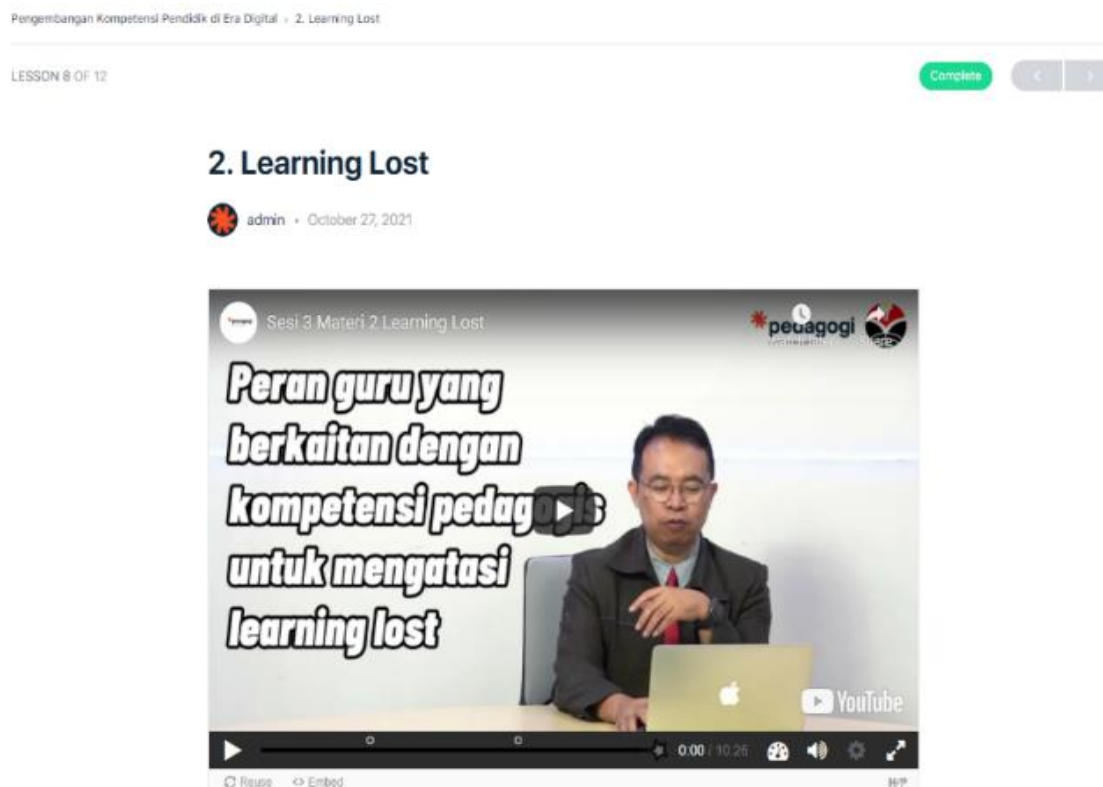 Pengembangan Kompetensi Pendidik di Era Digital › 2. Learning Lost
LESSON 8 OF 12
Complete
2. Learning Lost
admin • October 27, 2021
Sesi 3 Materi 2 Learning Lost
*pedagogi
Peran guru yang
berkaitan dengan
kompetensi pedagogis
untuk mengatasi
learning lost
YouTube
0:00 / 10:26
Reuse <> Embed
H-P